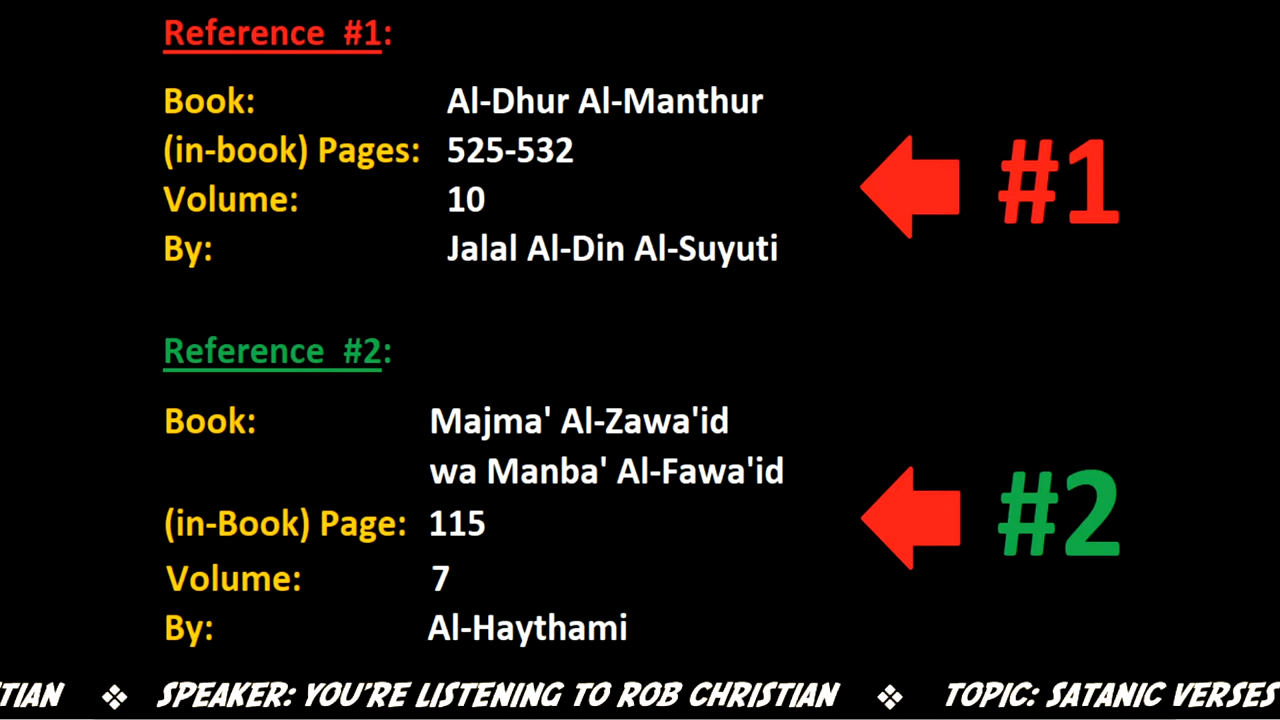 Reference #1:
Book: Al-Dhur Al-Manthur
(in-book) Pages: 525-532
Volume: 10
By: Jalal Al-Din Al-Suyuti
#1
Reference #2:
Book: Majma' Al-Zawa'id
wa Manba' Al-Fawa'id
(in-Book) Page: 115
Volume: 7
By: Al-Haythami
#2
TIAN ❖ SPEAKER: YOU'RE LISTENING TO ROB CHRISTIAN ❖ TOPIC: SATANIC VERSES